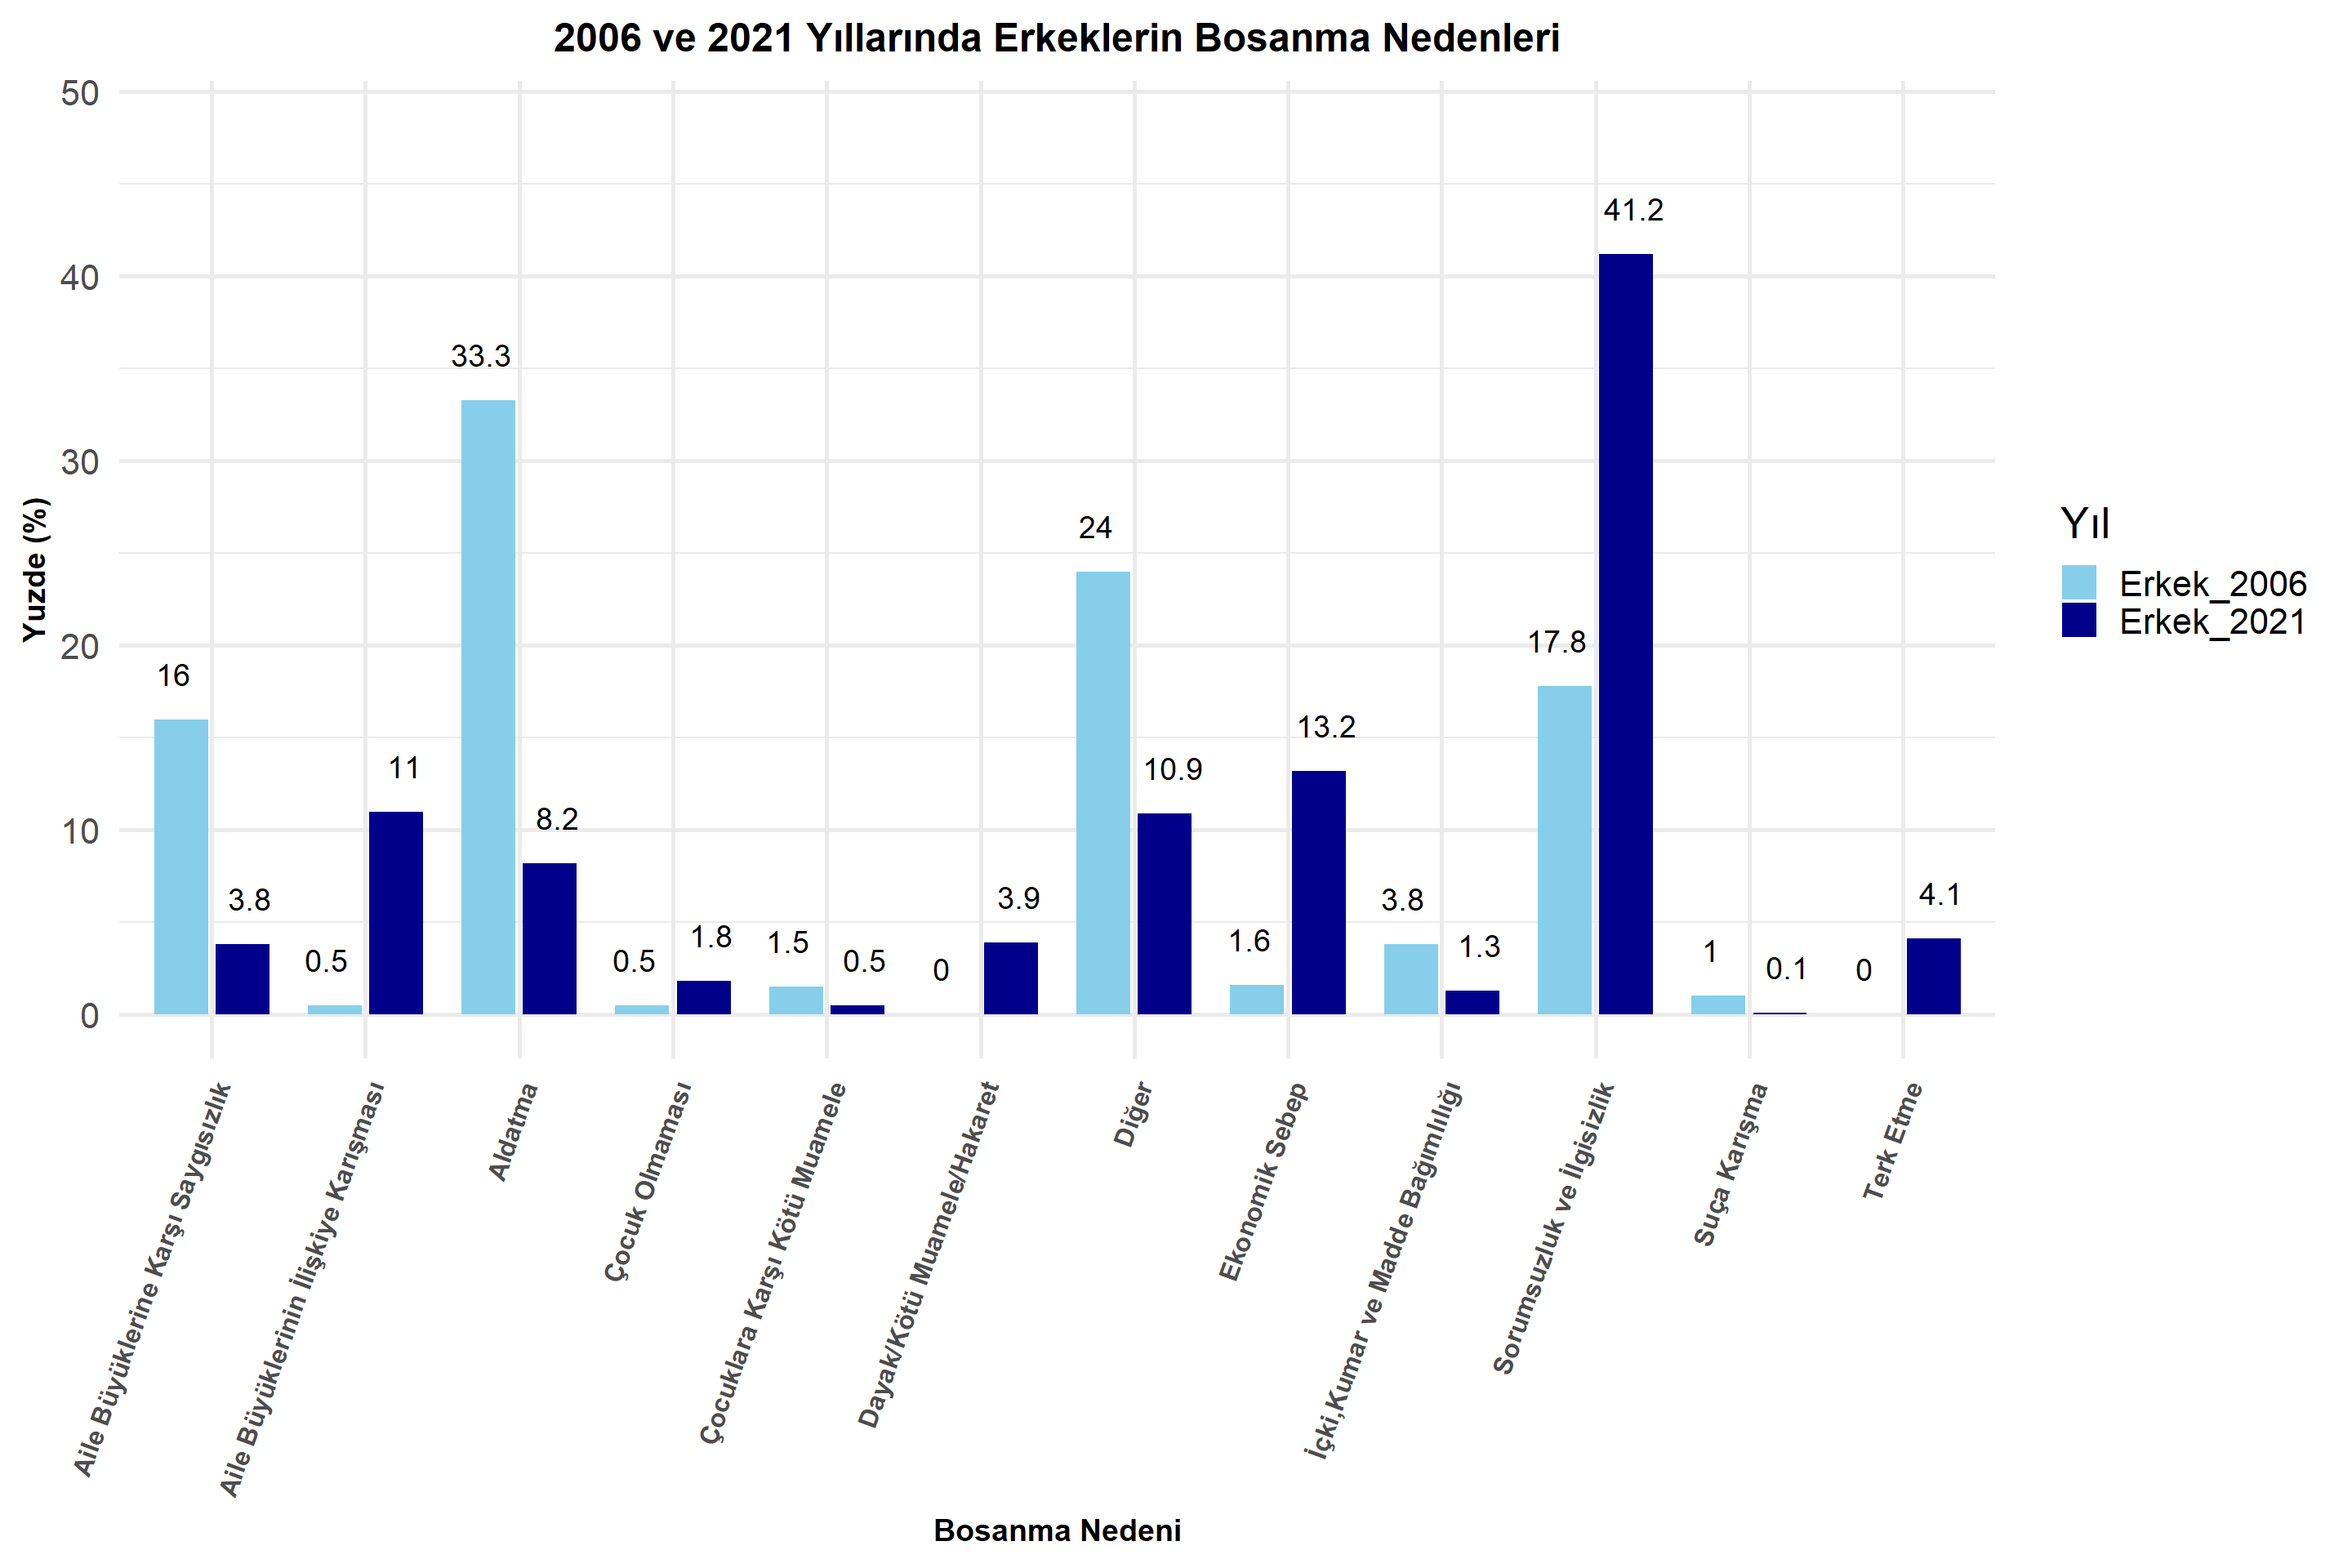 2006 ve 2021 Yıllarında Erkeklerin Bosanma Nedenleri
Yuzde (%)
50
40
30
20
10
0
16
3.8
0.5
11
33.3
8.2
0.5
1.8
1.5
0.5
0
3.9
24
10.9
1.6
13.2
3.8
1.3
17.8
41.2
1
0.1
0
4.1
Aile Büyüklerine Karşı Saygısızlık
Aile Büyüklerinin İlişkiye Karışması
Aldatma
Çocuk Olmaması
Çocuklara Karşı Kötü Muamele
Dayak/Kötü Muamele/Hakaret
Diğer
Ekonomik Sebep
İçki,Kumar ve Madde Bağımlılığı
Sorumsuzluk ve İlgisizlik
Suça Karışma
Terk Etme
Bosanma Nedeni
Yıl
Erkek_2006
Erkek_2021